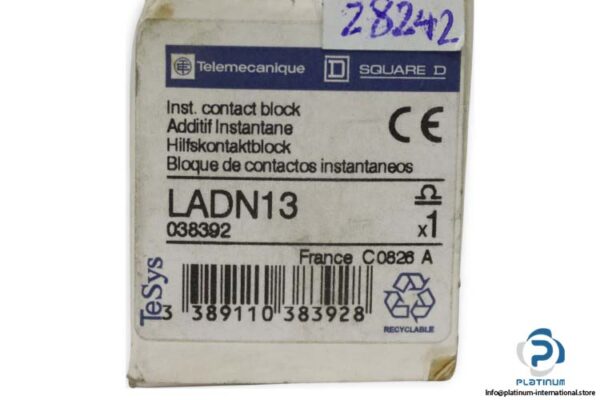 28242
Telemecanique D SQUARE D
Inst. contact block
Additif Instantane
Hilfskontaktblock
Bloque de contactos instantaneos
CE
LADN13
038392
x1
France C0826 A
TeSys
3 389110 383928
RECYCLABLE
P
PLATINUM
Info@platinum-international.store